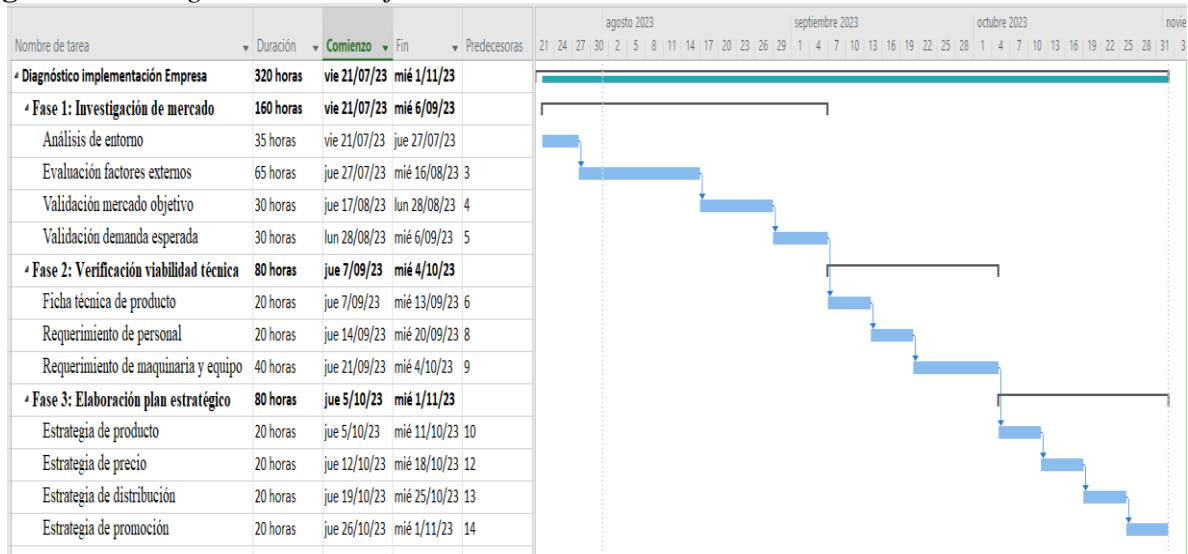 agosto 2023 septiembre 2023 octubre 2023 novie
Nombre de tarea Duración Comienzo Fin Predecesoras 21 24 27 30 2 5 8 11 14 17 20 23 26 29 1 4 7 10 13 16 19 22 25 28 1 4 7 10 13 16 19 22 25 28 31 3
Diagnóstico implementación Empresa 320 horas vie 21/07/23 mié 1/11/23
Fase 1: Investigación de mercado 160 horas vie 21/07/23 mié 6/09/23
Análisis de entorno 35 horas vie 21/07/23 jue 27/07/23
Evaluación factores externos 65 horas jue 27/07/23 mié 16/08/23 3
Validación mercado objetivo 30 horas jue 17/08/23 lun 28/08/23 4
Validación demanda esperada 30 horas lun 28/08/23 mié 6/09/23 5
Fase 2: Verificación viabilidad técnica 80 horas jue 7/09/23 mié 4/10/23
Ficha técnica de producto 20 horas jue 7/09/23 mié 13/09/23 6
Requerimiento de personal 20 horas jue 14/09/23 mié 20/09/23 8
Requerimiento de maquinaria y equipo 40 horas jue 21/09/23 mié 4/10/23 9
Fase 3: Elaboración plan estratégico 80 horas jue 5/10/23 mié 1/11/23
Estrategia de producto 20 horas jue 5/10/23 mié 11/10/23 10
Estrategia de precio 20 horas jue 12/10/23 mié 18/10/23 12
Estrategia de distribución 20 horas jue 19/10/23 mié 25/10/23 13
Estrategia de promoción 20 horas jue 26/10/23 mié 1/11/23 14